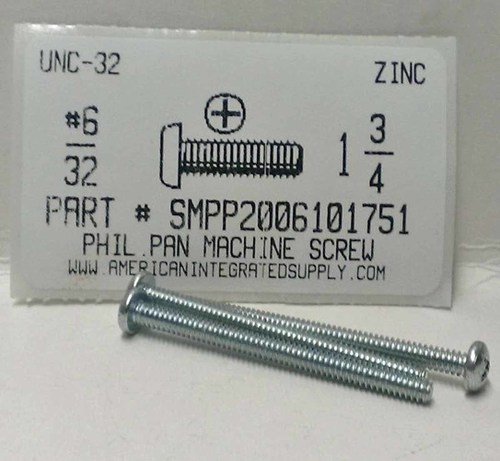 UNC-32 ZINC
#6/32 1 3/4
PART # SMPP2006101751
PHIL.PAN MACHINE SCREW
WWW.AMERICANINTEGRATEDSUPPLY.COM